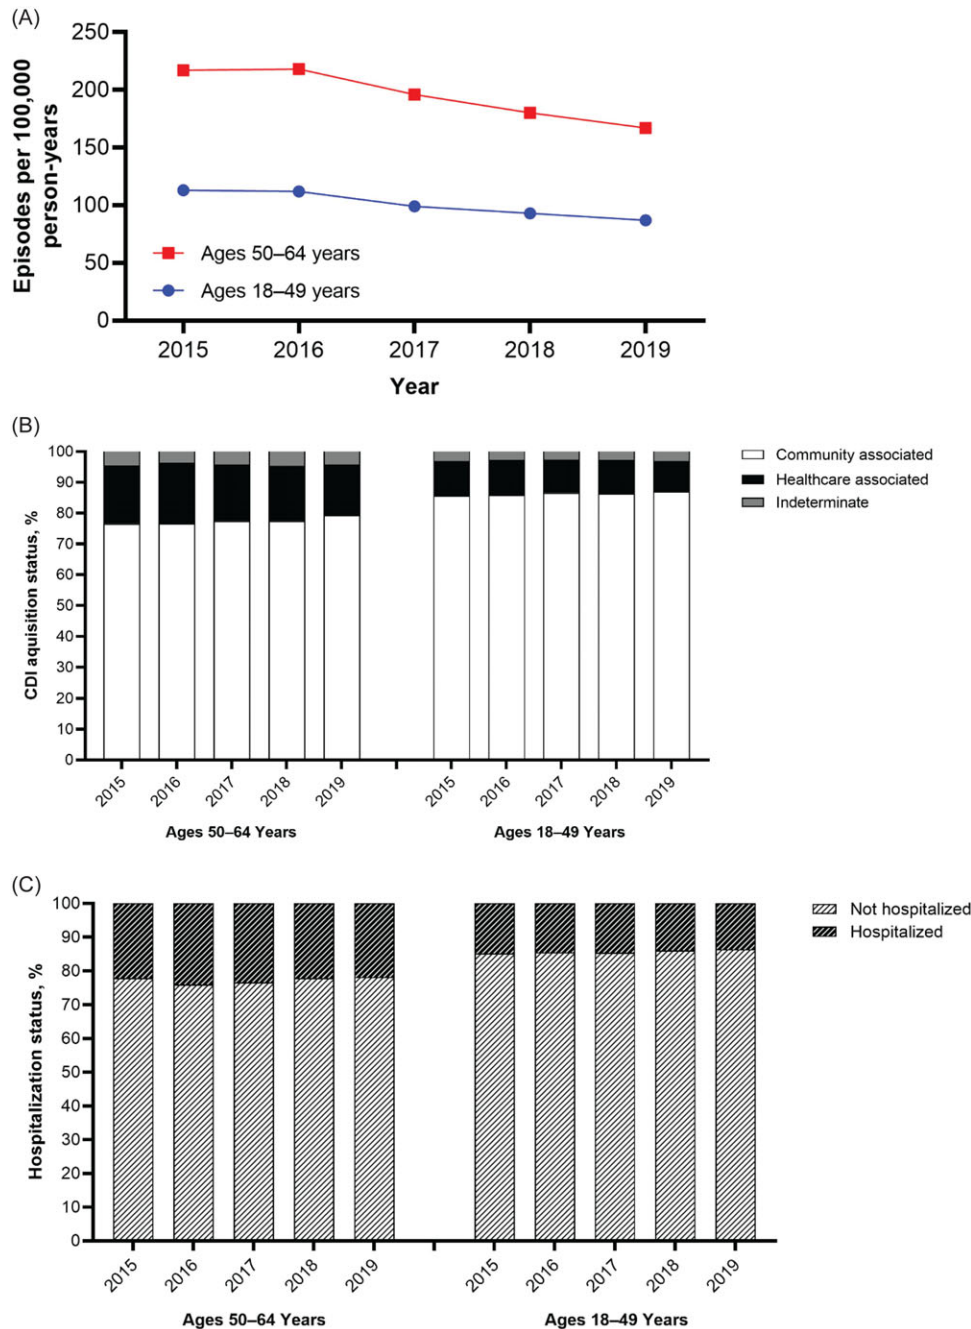 (A)
250
200
150
100
50
0
Episodes per 100,000
person-years
Ages 50–64 years
Ages 18–49 years
2015 2016 2017 2018 2019
Year
(B)
100
90
80
70
60
50
40
30
20
10
0
CDI aquisition status, %
Community associated
Healthcare associated
Indeterminate
2015 2016 2017 2018 2019 2015 2016 2017 2018 2019
Ages 50–64 Years Ages 18–49 Years
(C)
100
90
80
70
60
50
40
30
20
10
0
Hospitalization status, %
Not hospitalized
Hospitalized
2015 2016 2017 2018 2019 2015 2016 2017 2018 2019
Ages 50–64 Years Ages 18–49 Years